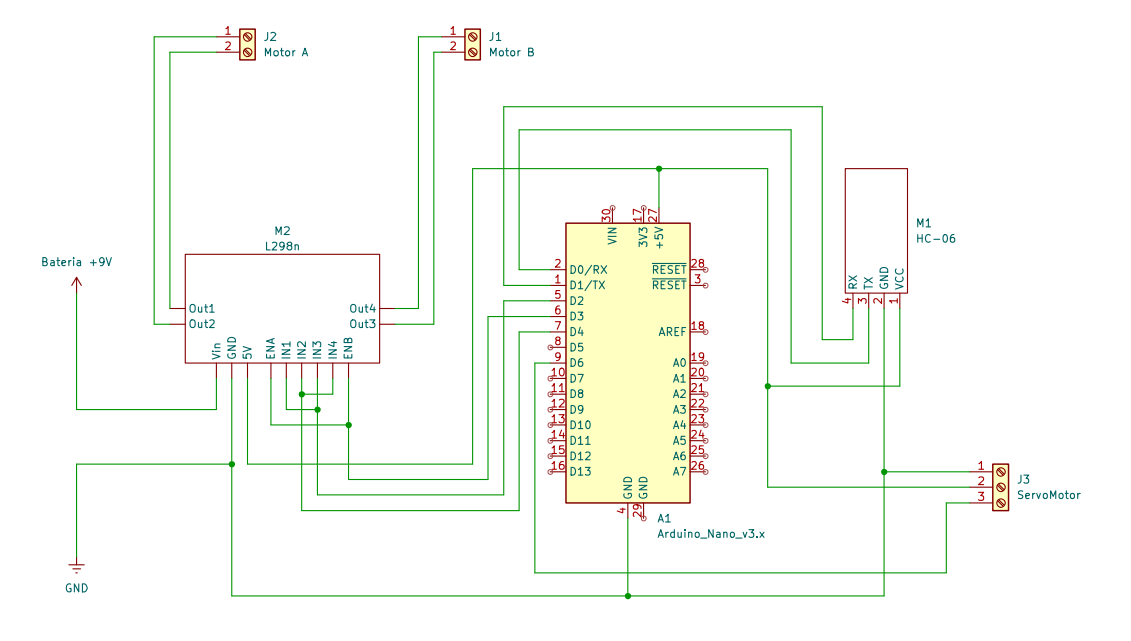 1
2
J2
Motor A
1
2
J1
Motor B
M2
L298n
Bateria +9V
Out1
Out2
Out4
Out3
Vin
GND
5V
ENA
IN1
IN2
IN3
IN4
ENB
GND
30
17
27
VIN
3V3
+5V
2
D0/RX
1
D1/TX
5
D2
6
D3
7
D4
8
D5
9
D6
10
D7
11
D8
12
D9
13
D10
14
D11
15
D12
16
D13
RESET
28
RESET
3
AREF
18
A0
19
A1
20
A2
21
A3
22
A4
23
A5
24
A6
25
A7
26
GND
GND
4
29
A1
Arduino_Nano_v3.x
M1
HC-06
RX
TX
GND
VCC
4
3
2
1
1
2
3
J3
ServoMotor